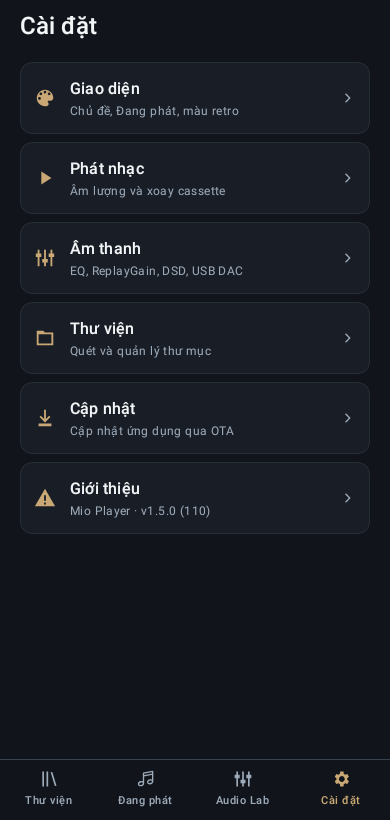 Cài đặt
Giao diện
Chủ đề, Đang phát, màu retro
Phát nhạc
Âm lượng và xoay cassette
Âm thanh
EQ, ReplayGain, DSD, USB DAC
Thư viện
Quét và quản lý thư mục
Cập nhật
Cập nhật ứng dụng qua OTA
Giới thiệu
Mio Player · v1.5.0 (110)
Thư viện
Đang phát
Audio Lab
Cài đặt